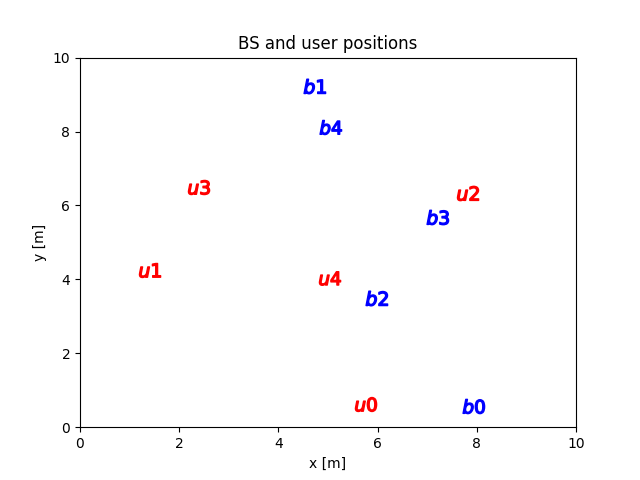 BS and user positions
10
8
6
4
2
0
y [m]
b1
b4
u3
u2
b3
u1
u4
b2
u0
b0
0 2 4 6 8 10
x [m]